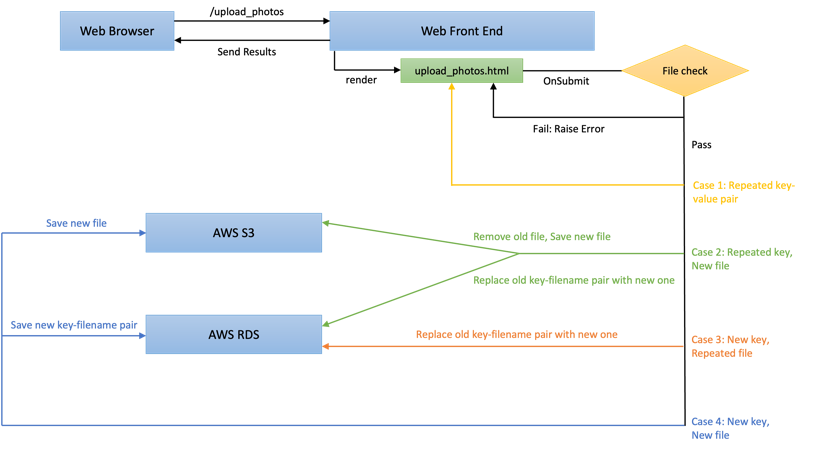 /upload_photos
Web Browser
Web Front End
Send Results
render
upload_photos.html
OnSubmit
File check
Fail: Raise Error
Pass
Case 1: Repeated key-
value pair
Save new file
AWS S3
Remove old file, Save new file
Case 2: Repeated key,
New file
Replace old key-filename pair with new one
Save new key-filename pair
AWS RDS
Replace old key-filename pair with new one
Case 3: New key,
Repeated file
Case 4: New key,
New file